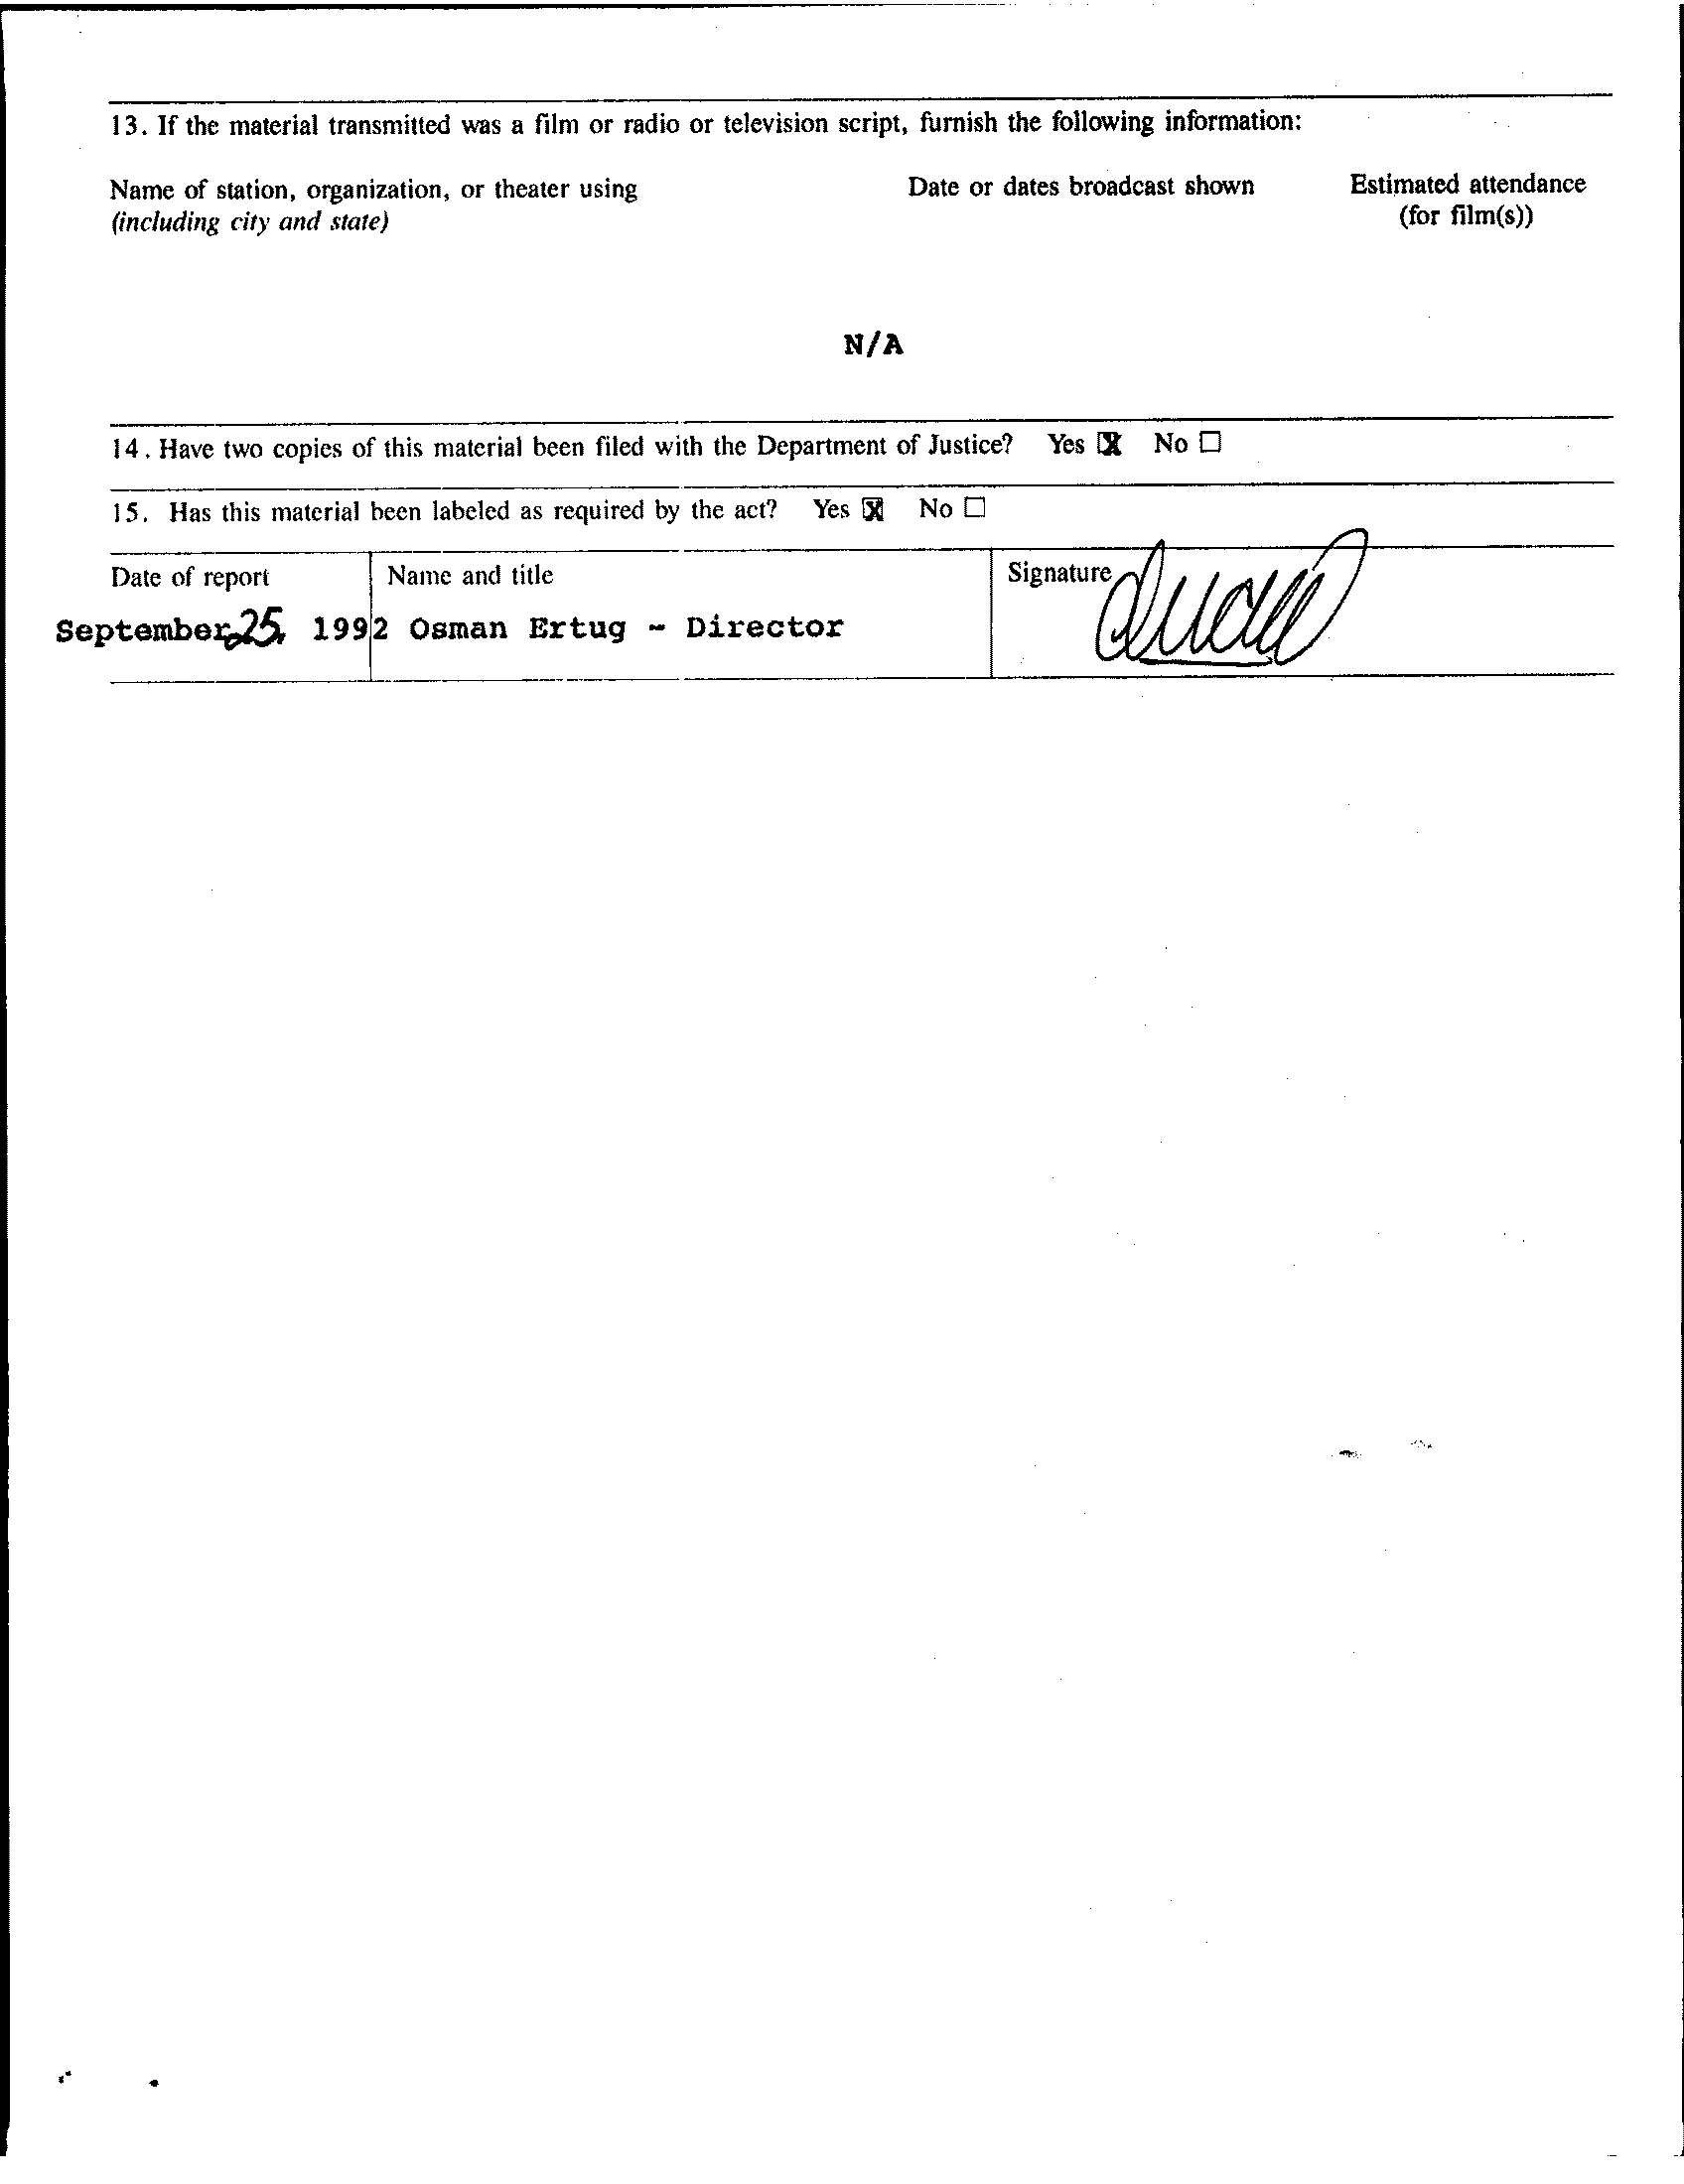 13. If the material transmitted was a film or radio or television script, furnish the following information:
Name of station, organization, or theater using Date or dates broadcast shown Estimated attendance
(including city and state) (for film(s))
N/A
14. Have two copies of this material been filed with the Department of Justice? Yes ☒ No ☐
15. Has this material been labeled as required by the act? Yes ☒ No ☐
Date of report Name and title Signature
September 25, 1992 Osman Ertug - Director